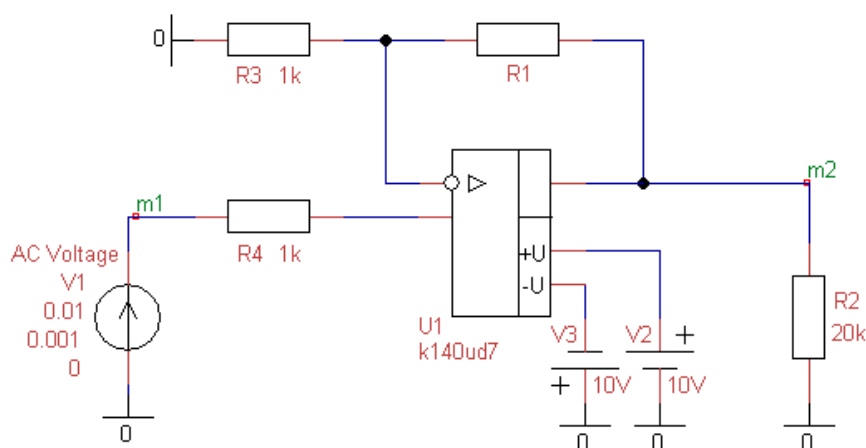 0
R3 1k
R1
m1
m2
AC Voltage
V1
0.01
0.001
0
R4 1k
+U
-U
U1
k140ud7
V3
+
10V
V2
+
10V
R2
20k
0
0
0
0